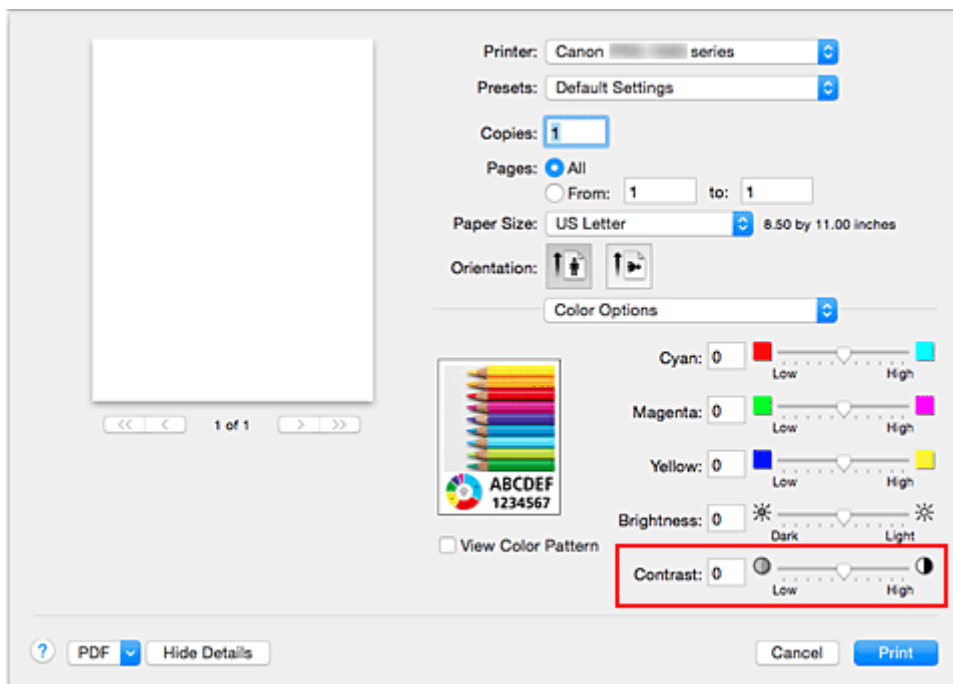 Printer: Canon series
Presets: Default Settings
Copies: 1
Pages: All
From: 1 to: 1
Paper Size: US Letter 8.50 by 11.00 inches
Orientation:
Color Options
Cyan: 0
Low High
Magenta: 0
Low High
Yellow: 0
Low High
Brightness: 0
Dark Light
Contrast: 0
Low High
<< < 1 of 1 > >>
ABCDEF
1234567
View Color Pattern
? PDF Hide Details Cancel Print